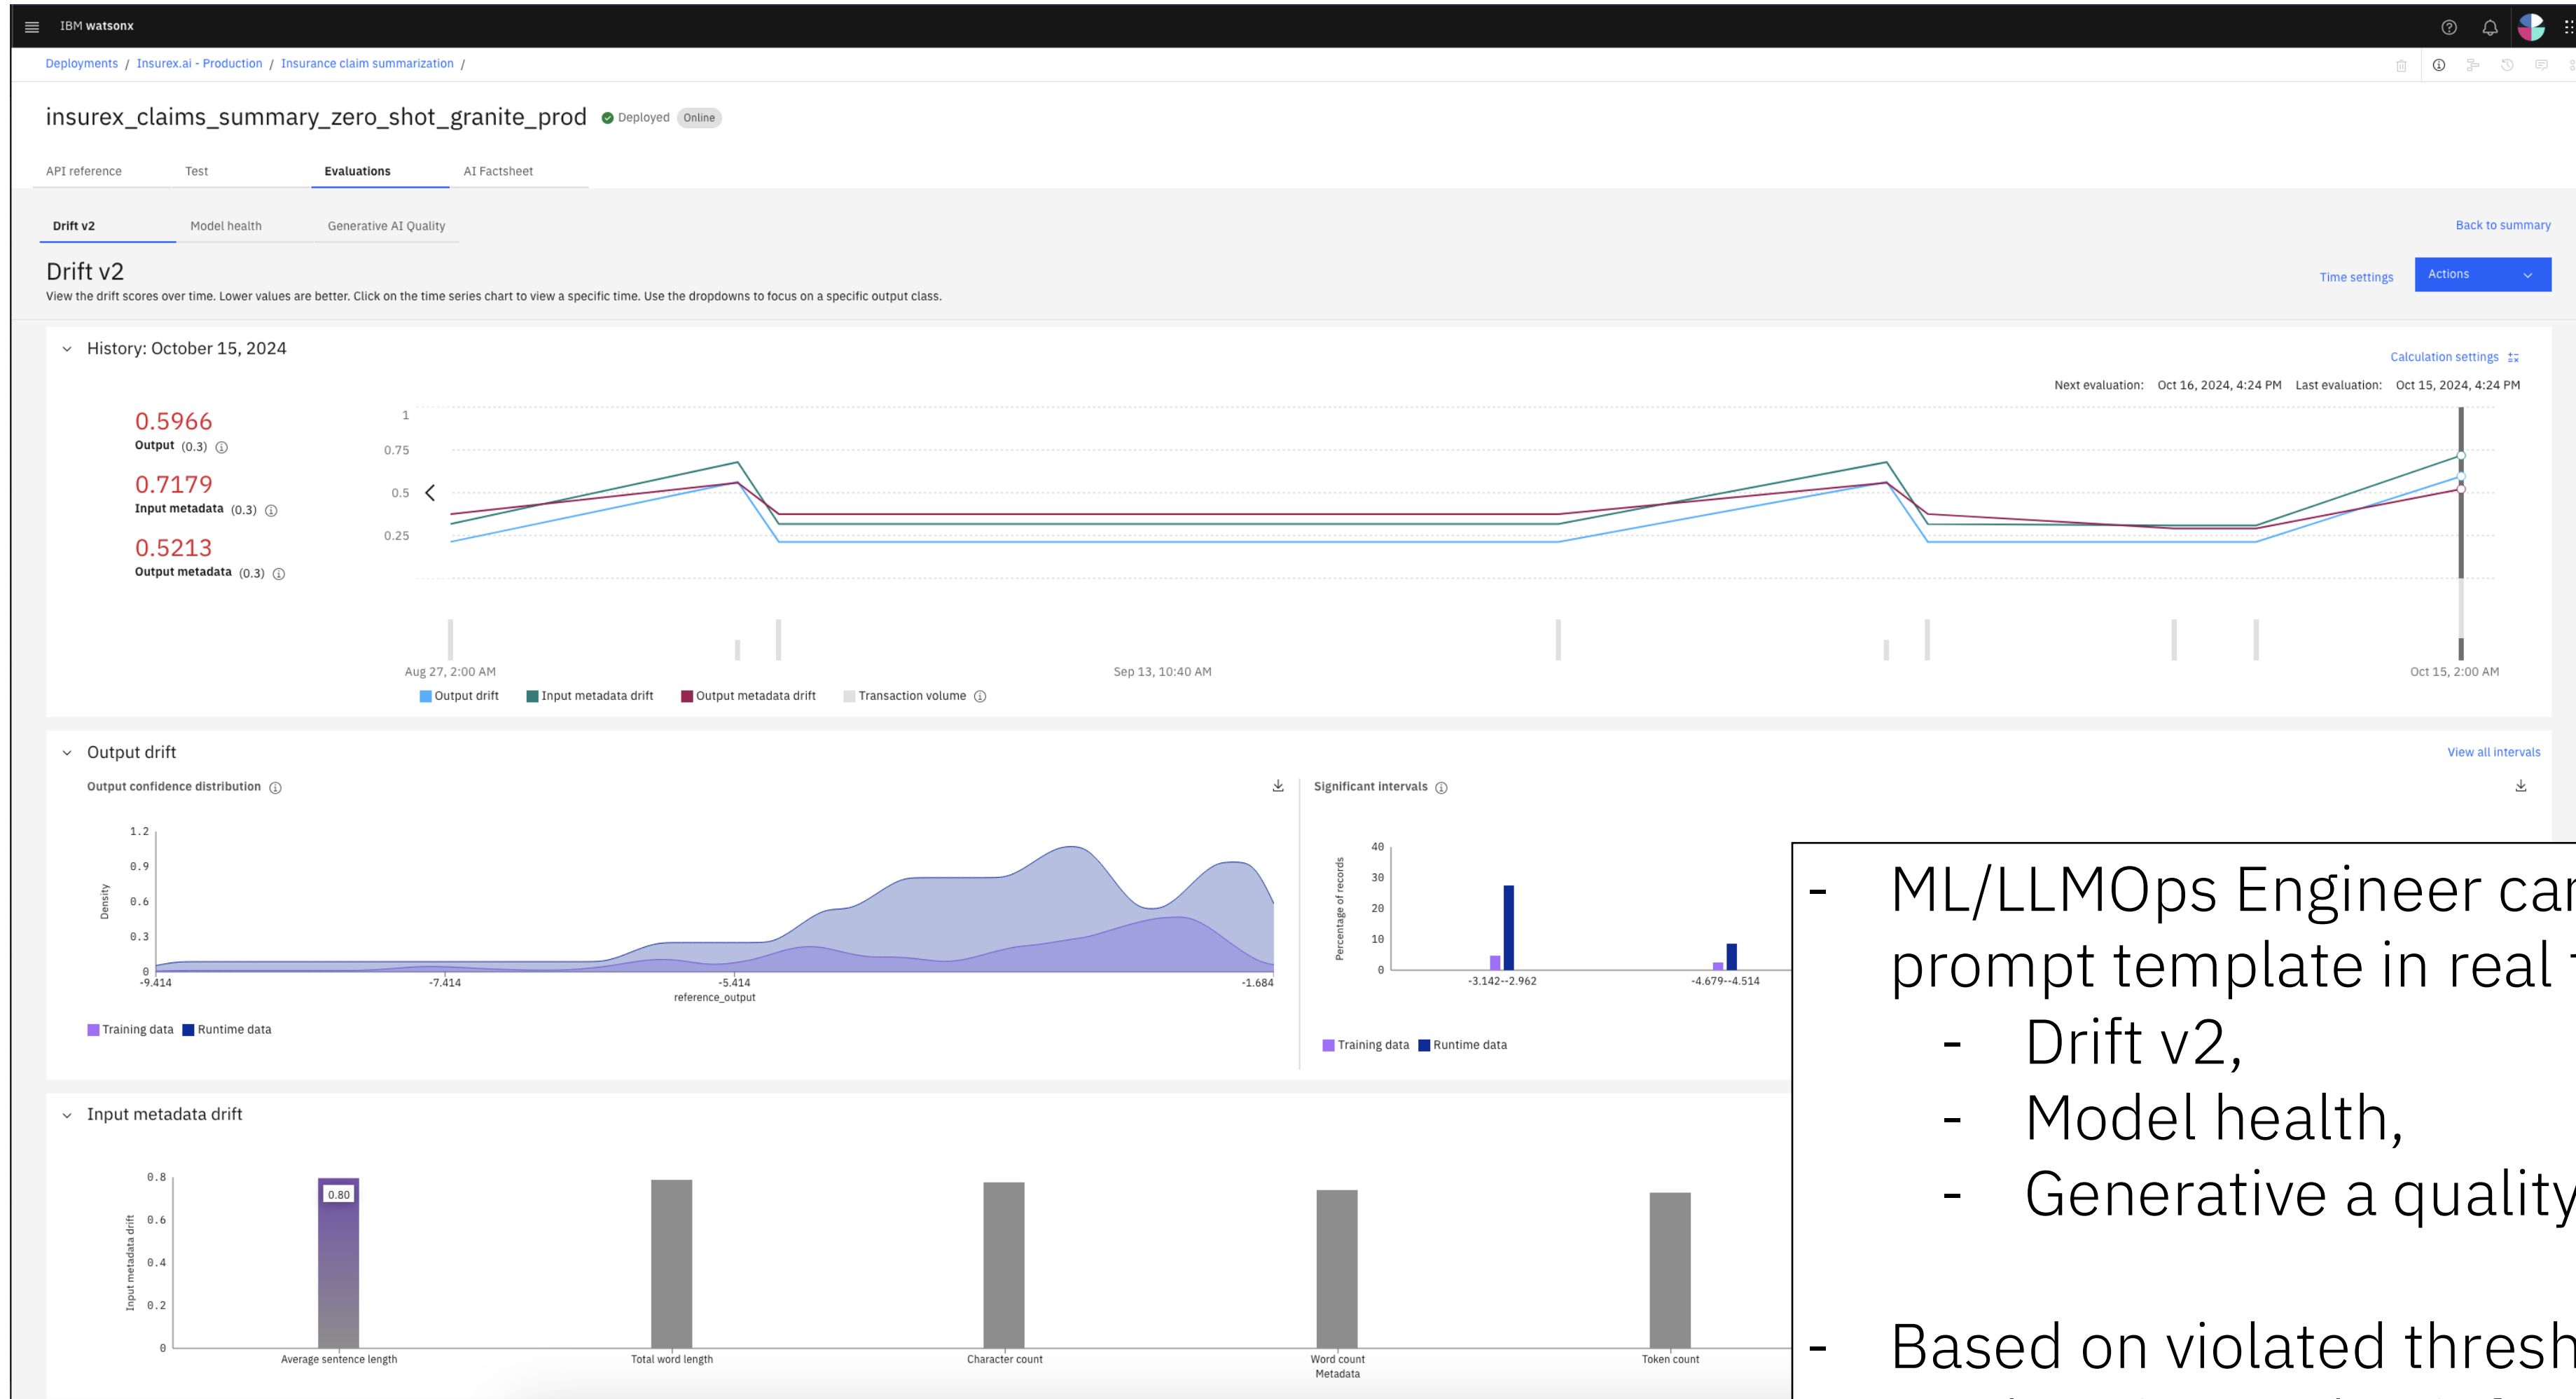 IBM watsonx
Deployments / Insurex.ai - Production / Insurance claim summarization /
insurex_claims_summary_zero_shot_granite_prod Deployed Online
API reference Test Evaluations AI Factsheet
Drift v2 Model health Generative AI Quality Back to summary
Drift v2
View the drift scores over time. Lower values are better. Click on the time series chart to view a specific time. Use the dropdowns to focus on a specific output class.
Time settings Actions
History: October 15, 2024
Calculation settings
Next evaluation: Oct 16, 2024, 4:24 PM Last evaluation: Oct 15, 2024, 4:24 PM
0.5966
Output (0.3)
0.7179
Input metadata (0.3)
0.5213
Output metadata (0.3)
1
0.75
0.5
0.25
Aug 27, 2:00 AM Sep 13, 10:40 AM Oct 15, 2:00 AM
Output drift Input metadata drift Output metadata drift Transaction volume
Output drift
View all intervals
Output confidence distribution
1.2
0.9
0.6
0.3
0
Density
-9.414 -7.414 -5.414 -1.684
reference_output
Training data Runtime data
Significant intervals
40
30
20
10
0
Percentage of records
-3.142--2.962 -4.679--4.514
Training data Runtime data
Input metadata drift
0.8
0.6
0.4
0.2
0
Input metadata drift
0.80
Average sentence length Total word length Character count Word count Token count
Metadata
- ML/LLMOps Engineer
prompt template in real
- Drift v2,
- Model health,
- Generative a quality
- Based on violated